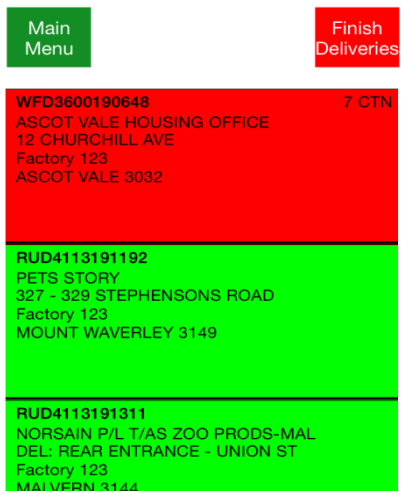 Main
Menu
Finish
Deliveries
WFD3600190648 7 CTN
ASCOT VALE HOUSING OFFICE
12 CHURCHILL AVE
Factory 123
ASCOT VALE 3032
RUD4113191192
PETS STORY
327 - 329 STEPHENSONS ROAD
Factory 123
MOUNT WAVERLEY 3149
RUD4113191311
NORSAIN P/L T/AS ZOO PRODS-MAL
DEL: REAR ENTRANCE - UNION ST
Factory 123
MALVERN 3144